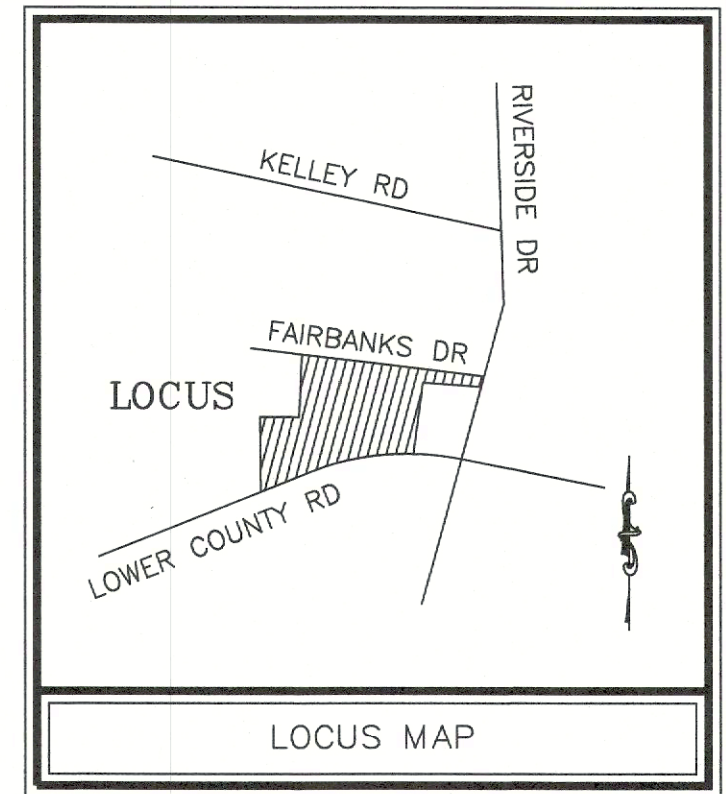 RIVERSIDE DR
KELLEY RD
FAIRBANKS DR
LOCUS
LOWER COUNTY RD
LOCUS MAP